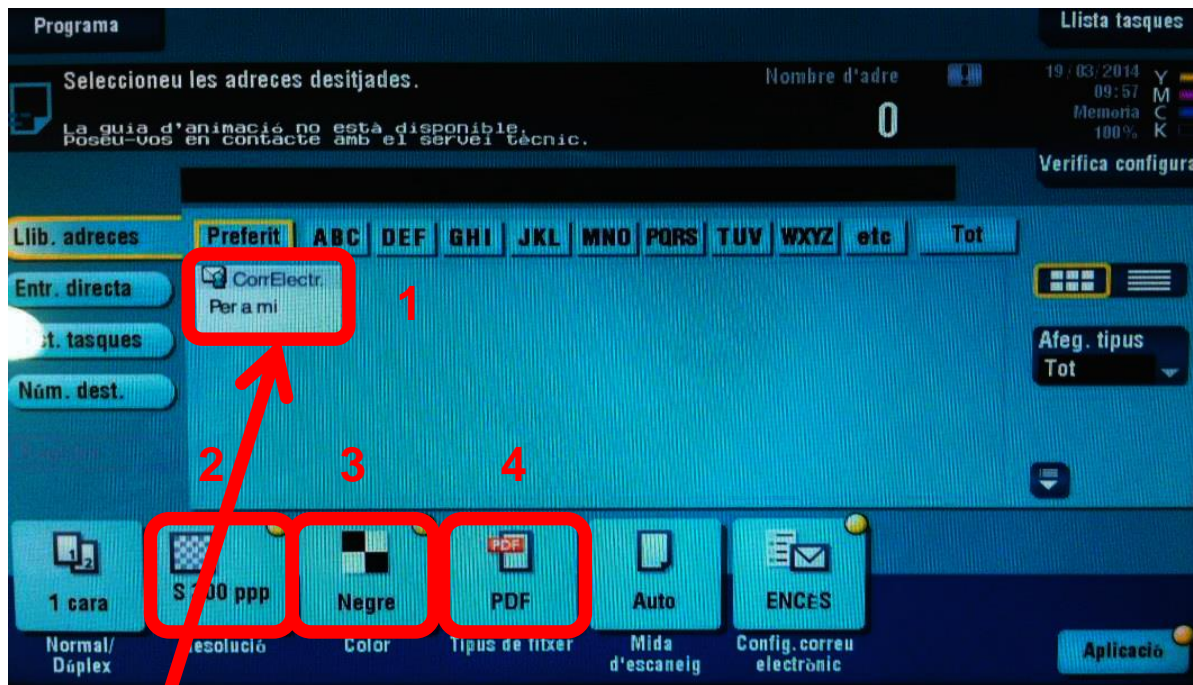 Programa
Llista tasques
Seleccioneu les adreces desitjades.
Nombre d'adre
0
19/03/2014
09:57
Memoria
100%
Y
M
C
K
La guia d'animació no està disponible.
Poseu-vos en contacte amb el servei tècnic.
Verifica configura
Llib. adreces
Preferit ABC DEF GHI JKL MNO PQRS TUV WXYZ etc Tot
Entr. directa
CorrElectr.
Per a mi
1
tasques
Afeg. tipus
Tot
Núm. dest.
2 3 4
1 cara
ppp
Negre
PDF
PDF
Auto
ENCÈS
Normal/
Dúplex
Color
Tipus de fitxer
Mida
d'escaneig
Config.correu
electrònic
Aplicació